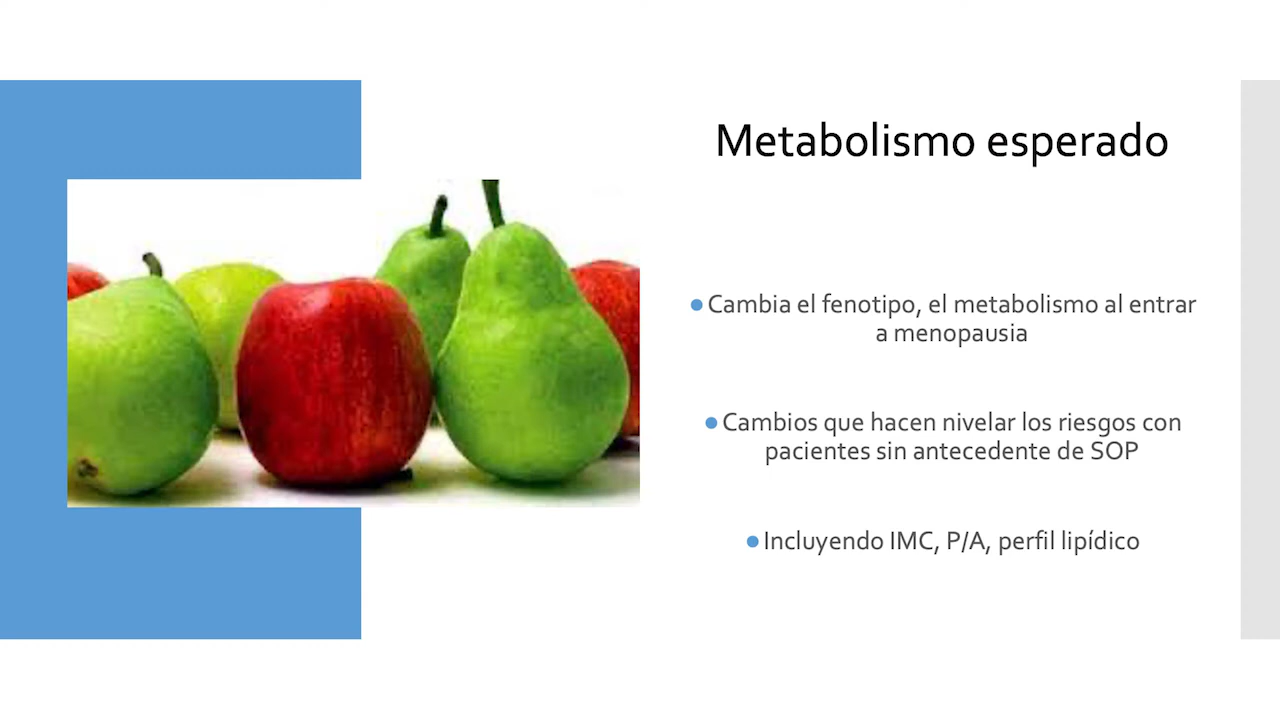 Metabolismo esperado
●Cambia el fenotipo, el metabolismo al entrar
a menopausia
●Cambios que hacen nivelar los riesgos con
pacientes sin antecedente de SOP
●Incluyendo IMC, P/A, perfil lipídico